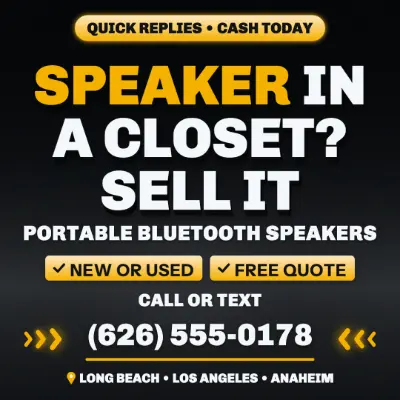 QUICK REPLIES • CASH TODAY
SPEAKER IN
A CLOSET?
SELL IT
PORTABLE BLUETOOTH SPEAKERS
✓ NEW OR USED ✓ FREE QUOTE
CALL OR TEXT
(626) 555-0178
LONG BEACH • LOS ANGELES • ANAHEIM